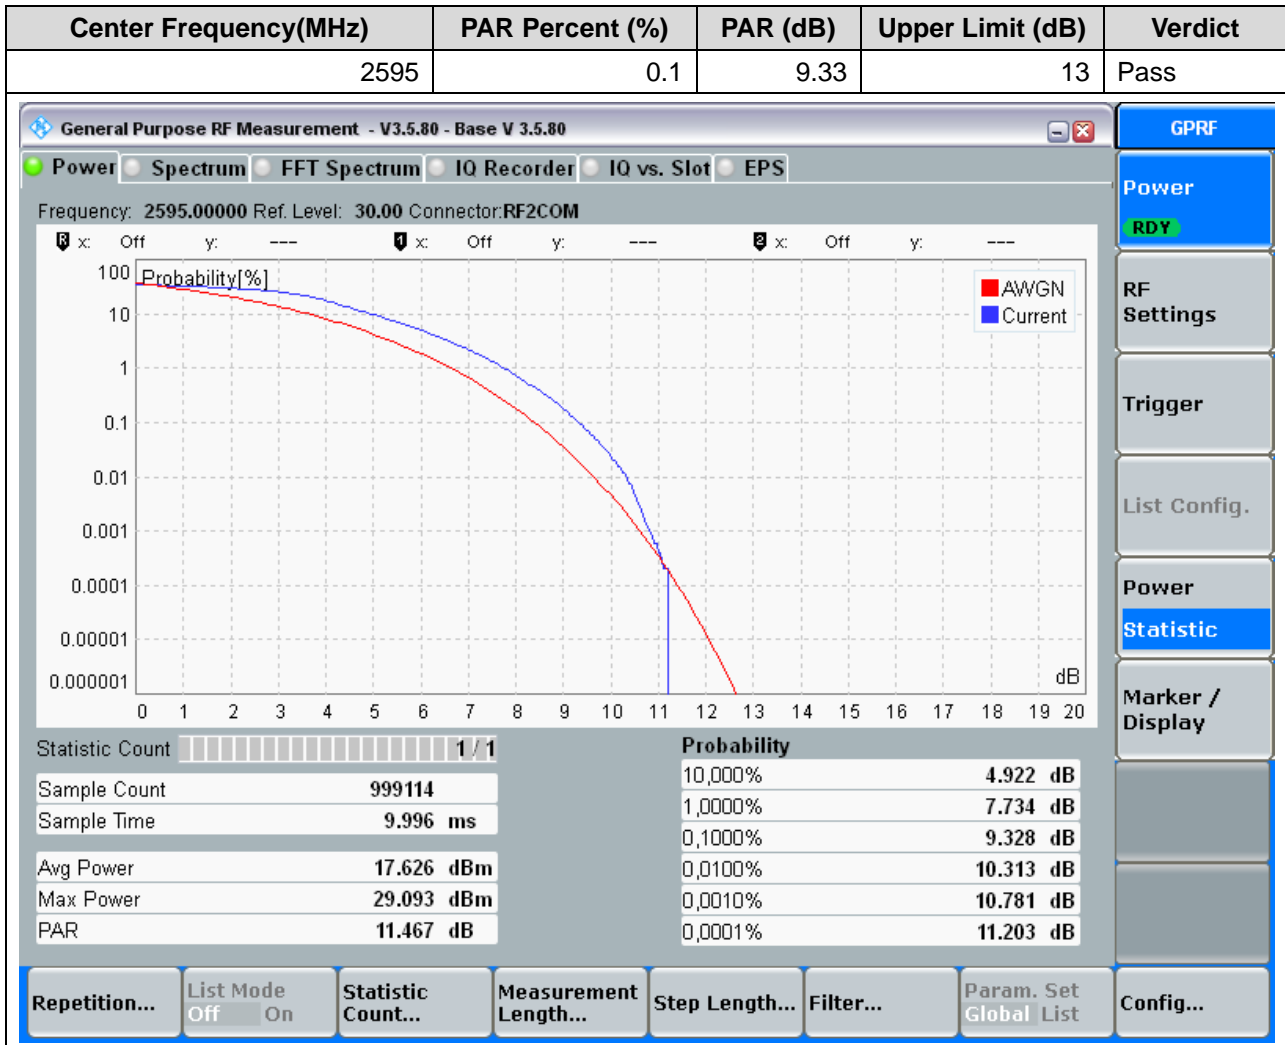 Center Frequency(MHz) PAR Percent (%) PAR (dB) Upper Limit (dB) Verdict
2595 0.1 9.33 13 Pass
General Purpose RF Measurement - V3.5.80 - Base V 3.5.80
GPRF
Power Spectrum FFT Spectrum IQ Recorder IQ vs. Slot EPS
Power
RDY
Frequency: 2595.00000 Ref. Level: 30.00 Connector:RF2COM
R x: Off y: --- 1 x: Off y: --- 2 x: Off y: ---
Probability[%]
AWGN
Current
100
10
1
0.1
0.01
0.001
0.0001
0.00001
0.000001
dB
0 1 2 3 4 5 6 7 8 9 10 11 12 13 14 15 16 17 18 19 20
RF
Settings
Trigger
List Config.
Power
Statistic
Marker /
Display
Statistic Count 1 / 1
Sample Count 999114
Sample Time 9.996 ms
Avg Power 17.626 dBm
Max Power 29.093 dBm
PAR 11.467 dB
Probability
10,000% 4.922 dB
1,0000% 7.734 dB
0,1000% 9.328 dB
0,0100% 10.313 dB
0,0010% 10.781 dB
0,0001% 11.203 dB
Repetition...
List Mode
Off On
Statistic
Count...
Measurement
Length...
Step Length...
Filter...
Param. Set
Global List
Config...